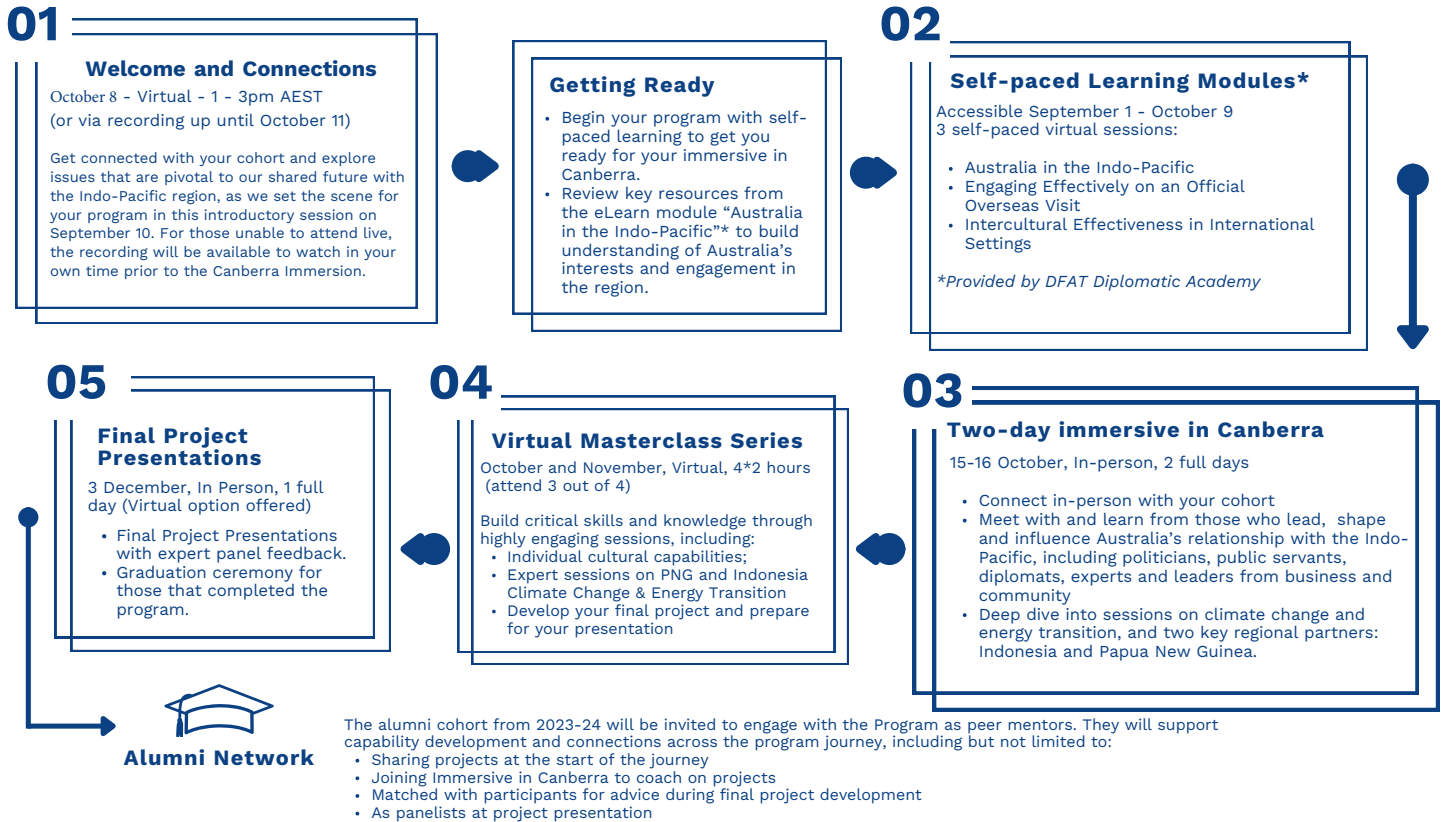 01
Welcome and Connections
October 8 - Virtual - 1 - 3pm AEST
(or via recording up until October 11)
Get connected with your cohort and explore
issues that are pivotal to our shared future with
the Indo-Pacific region, as we set the scene for
your program in this introductory session on
September 10. For those unable to attend live,
the recording will be available to watch in your
own time prior to the Canberra Immersion.
Getting Ready
• Begin your program with self-
paced learning to get you
ready for your immersive in
Canberra.
• Review key resources from
the eLearn module “Australia
in the Indo-Pacific”* to build
understanding of Australia’s
interests and engagement in
the region.
02
Self-paced Learning Modules*
Accessible September 1 - October 9
3 self-paced virtual sessions:
• Australia in the Indo-Pacific
• Engaging Effectively on an Official
Overseas Visit
• Intercultural Effectiveness in International
Settings
*Provided by DFAT Diplomatic Academy
03
Two-day immersive in Canberra
15-16 October, In-person, 2 full days
• Connect in-person with your cohort
• Meet with and learn from those who lead, shape
and influence Australia’s relationship with the Indo-
Pacific, including politicians, public servants,
diplomats, experts and leaders from business and
community
• Deep dive into sessions on climate change and
energy transition, and two key regional partners:
Indonesia and Papua New Guinea.
04
Virtual Masterclass Series
October and November, Virtual, 4*2 hours
(attend 3 out of 4)
Build critical skills and knowledge through
highly engaging sessions, including:
• Individual cultural capabilities;
• Expert sessions on PNG and Indonesia
Climate Change & Energy Transition
• Develop your final project and prepare
for your presentation
05
Final Project
Presentations
3 December, In Person, 1 full
day (Virtual option offered)
• Final Project Presentations
with expert panel feedback.
• Graduation ceremony for
those that completed the
program.
Alumni Network
The alumni cohort from 2023-24 will be invited to engage with the Program as peer mentors. They will support
capability development and connections across the program journey, including but not limited to:
• Sharing projects at the start of the journey
• Joining Immersive in Canberra to coach on projects
• Matched with participants for advice during final project development
• As panelists at project presentation